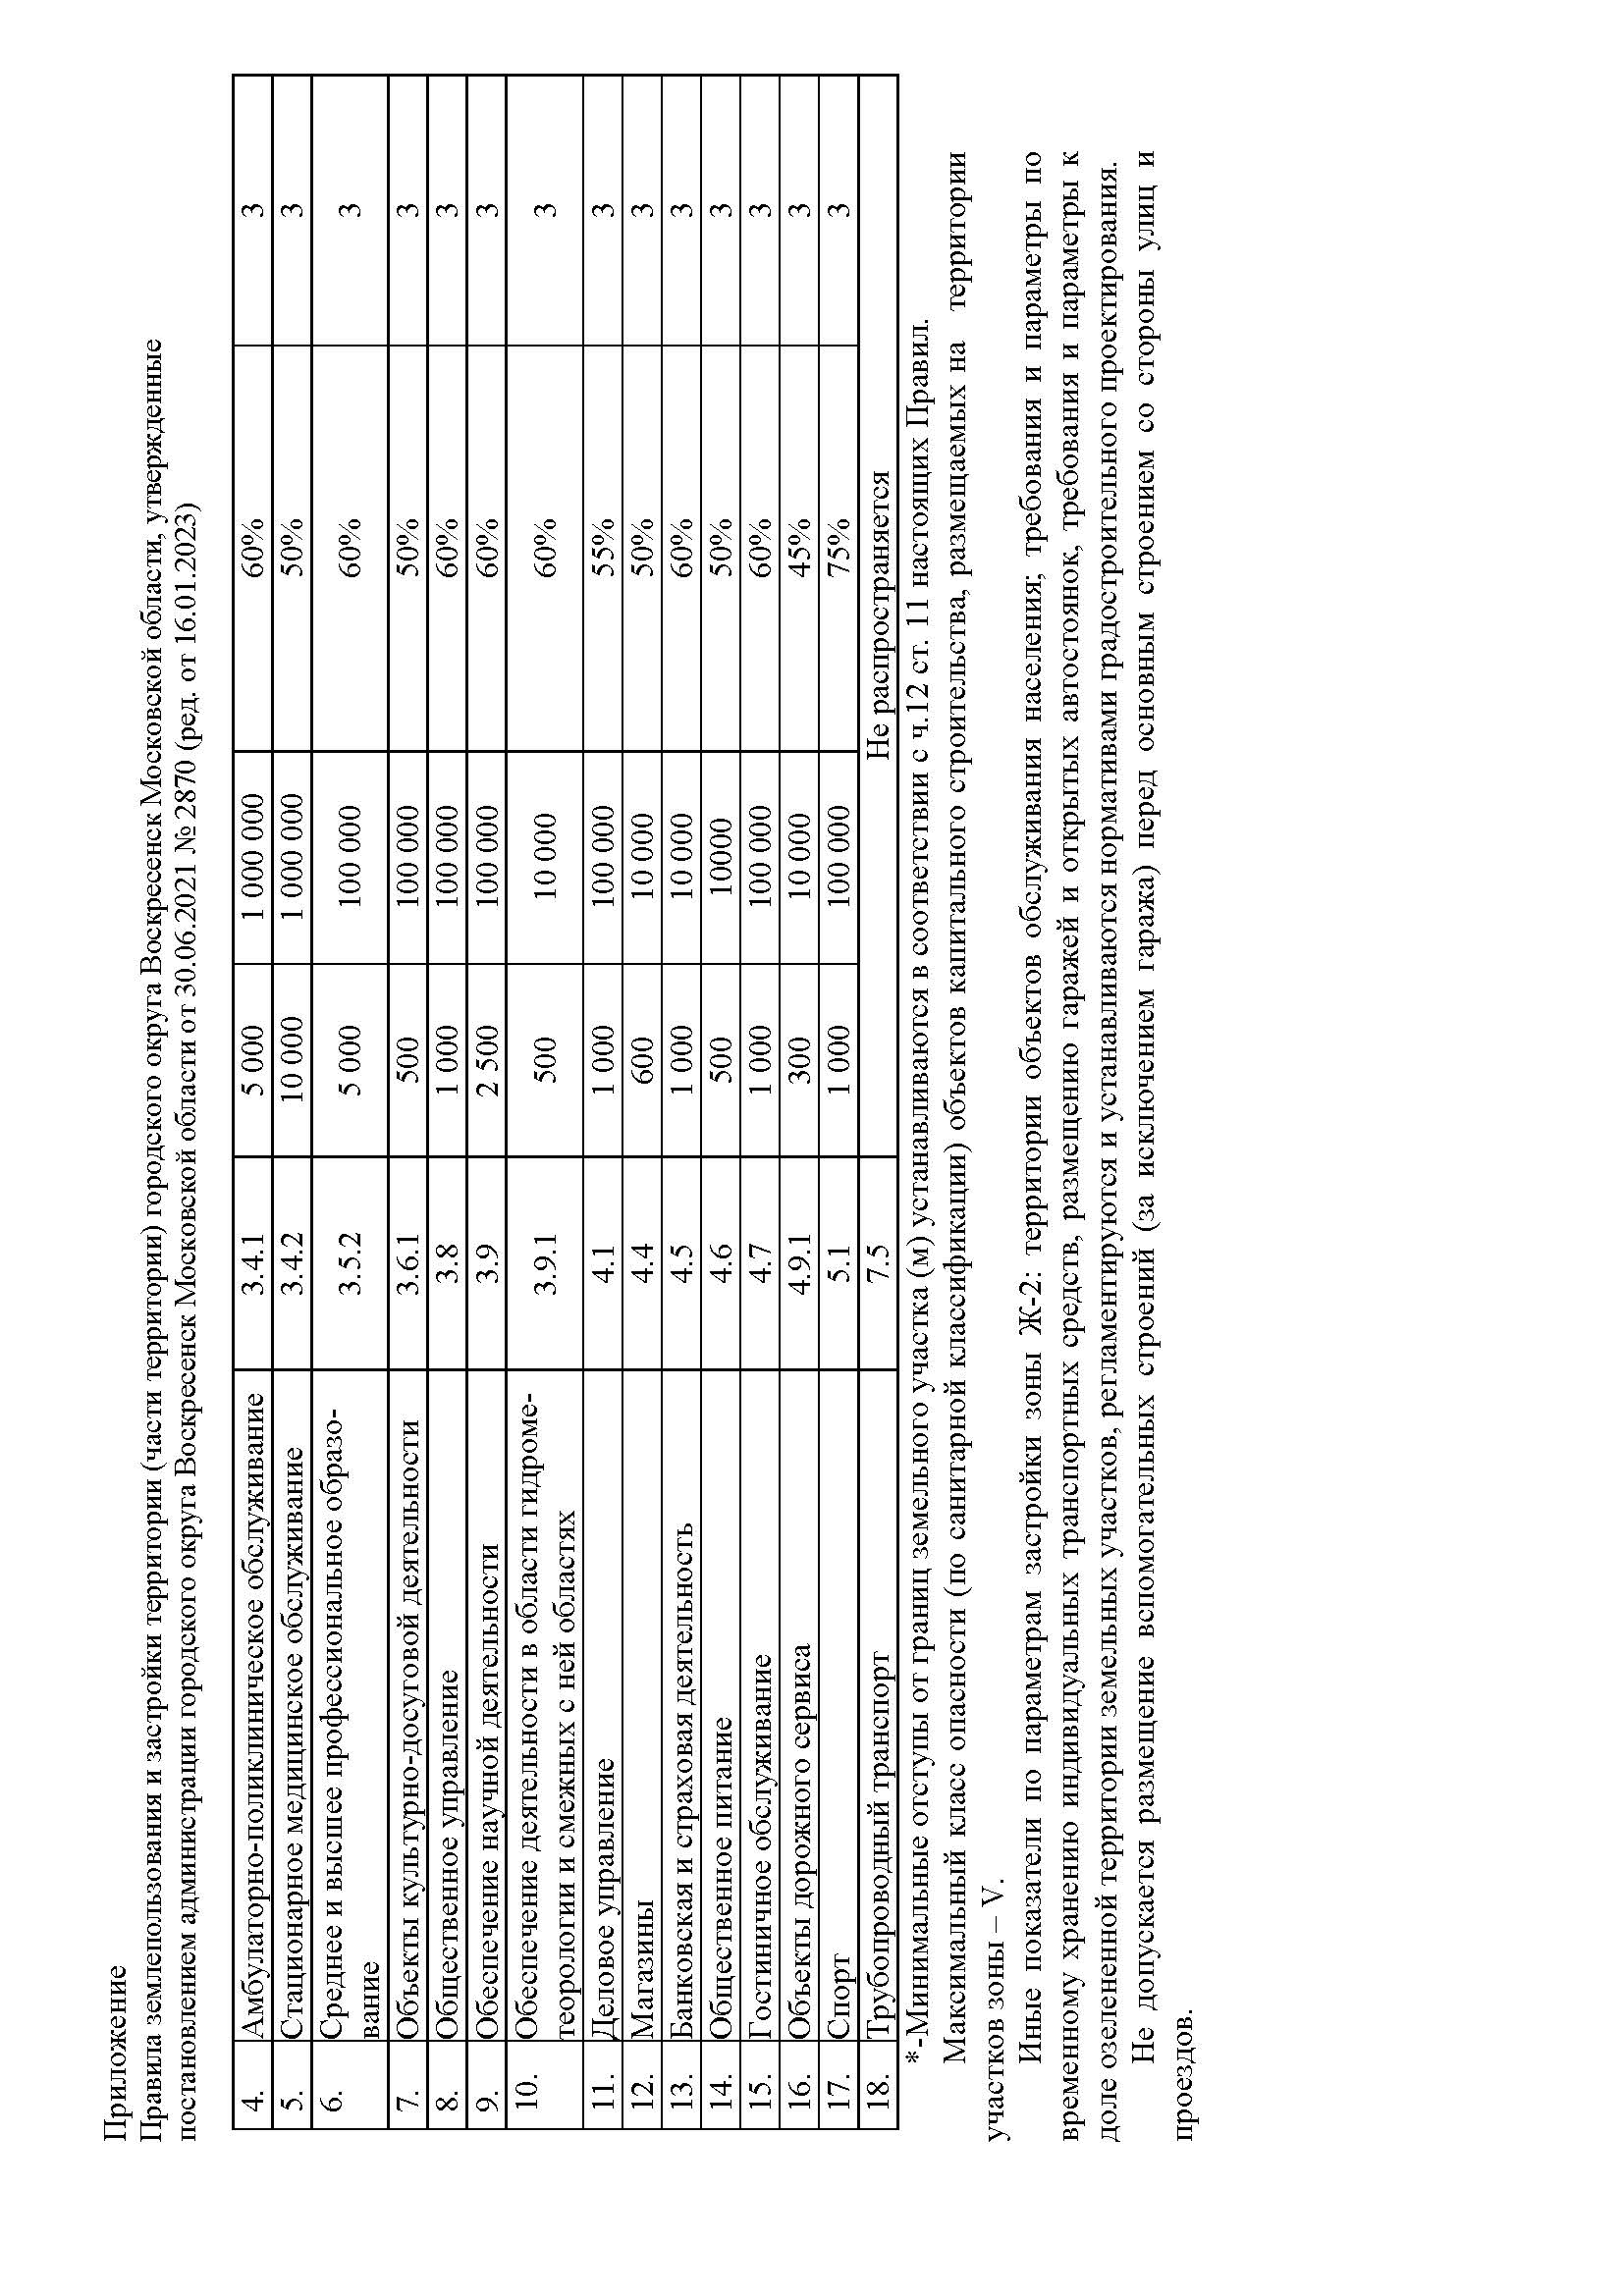 Приложение
Правила землепользования и застройки территории (части территории) городского округа Воскресенск Московской области, утвержденные
постановлением администрации городского округа Воскресенск Московской области от 30.06.2021 № 2870 (ред. от 16.01.2023)
4. Амбулаторно-поликлиническое обслуживание 3.4.1 5 000 1 000 000 60% 3
5. Стационарное медицинское обслуживание 3.4.2 10 000 1 000 000 50% 3
6. Среднее и высшее профессиональное образо-
вание 3.5.2 5 000 100 000 60% 3
7. Объекты культурно-досуговой деятельности 3.6.1 500 100 000 50% 3
8. Общественное управление 3.8 1 000 100 000 60% 3
9. Обеспечение научной деятельности 3.9 2 500 100 000 60% 3
10. Обеспечение деятельности в области гидроме-
теорологии и смежных с ней областях 3.9.1 500 10 000 60% 3
11. Деловое управление 4.1 1 000 100 000 55% 3
12. Магазины 4.4 600 10 000 50% 3
13. Банковская и страховая деятельность 4.5 1 000 10 000 60% 3
14. Общественное питание 4.6 500 10000 50% 3
15. Гостиничное обслуживание 4.7 1 000 100 000 60% 3
16. Объекты дорожного сервиса 4.9.1 300 10 000 45% 3
17. Спорт 5.1 1 000 100 000 75% 3
18. Трубопроводный транспорт 7.5 Не распространяется
*-Минимальные отступы от границ земельного участка (м) устанавливаются в соответствии с ч.12 ст. 11 настоящих Правил.
Максимальный класс опасности (по санитарной классификации) объектов капитального строительства, размещаемых на территории
участков зоны – V.
Иные показатели по параметрам застройки зоны Ж-2: территории объектов обслуживания населения; требования и параметры по
временному хранению индивидуальных транспортных средств, размещению гаражей и открытых автостоянок, требования и параметры к
доле озелененной территории земельных участков, регламентируются и устанавливаются нормативами градостроительного проектирования.
Не допускается размещение вспомогательных строений (за исключением гаража) перед основным строением со стороны улиц и
проездов.